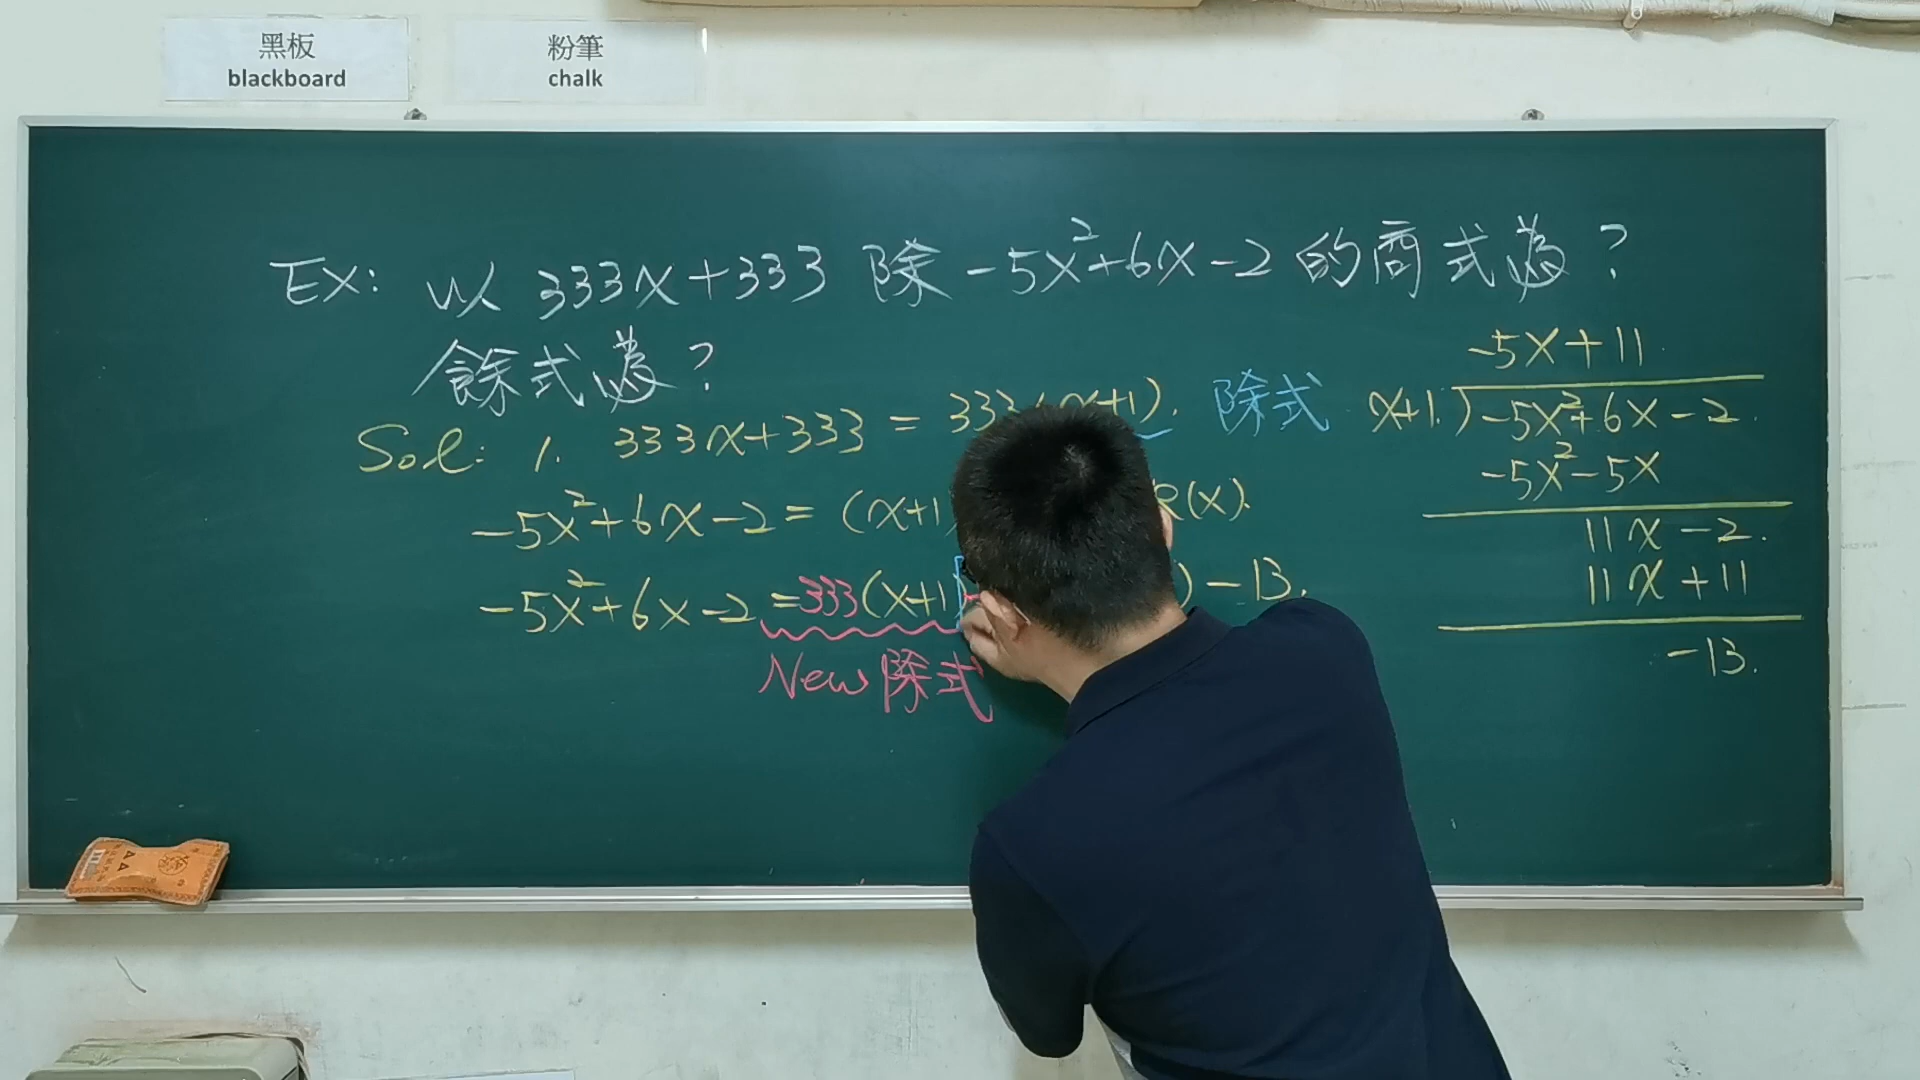 黑板
blackboard
粉筆
chalk
Ex: 以 333x+333 除 -5x²+6x-2 的商式為?
餘式為?
Sol: 1. 333x+333 = 333(x+1). 除式
-5x²+6x-2 = (x+1) R(x).
-5x²+6x-2 =333(x+1) ) -13.
New 除式
-5x+11
x+1.)-5x²+6x-2.
-5x²-5x
11x-2.
11x+11
-13.